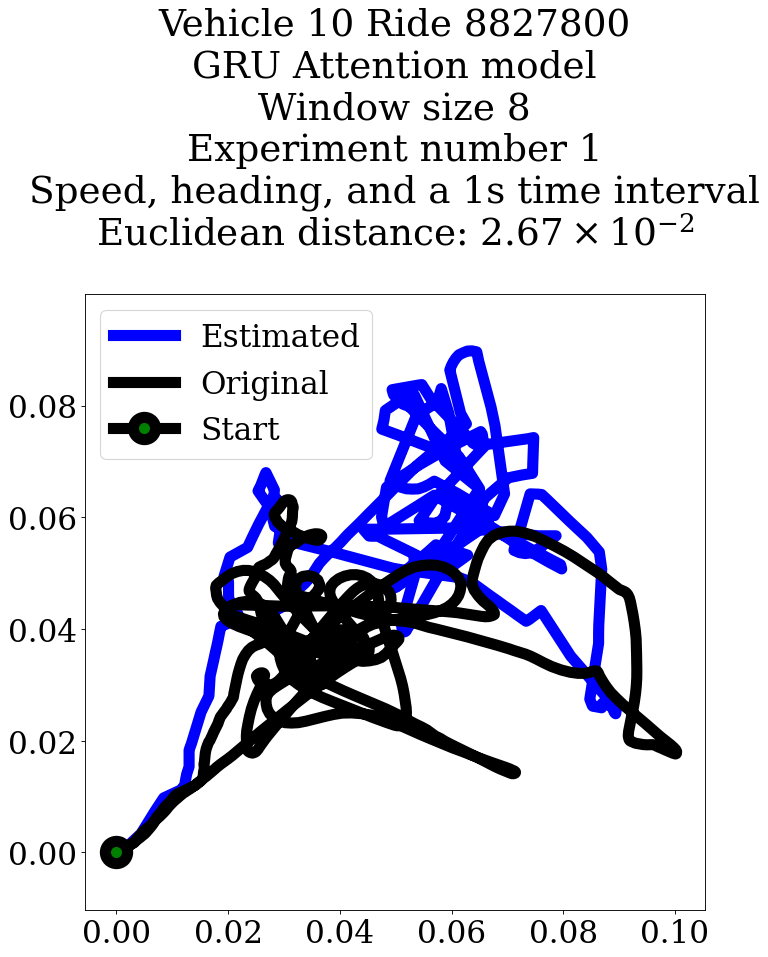 Vehicle 10 Ride 8827800
GRU Attention model
Window size 8
Experiment number 1
Speed, heading, and a 1s time interval
Euclidean distance: 2.67 × 10⁻²
Estimated
Original
Start
0.08
0.06
0.04
0.02
0.00
0.00 0.02 0.04 0.06 0.08 0.10